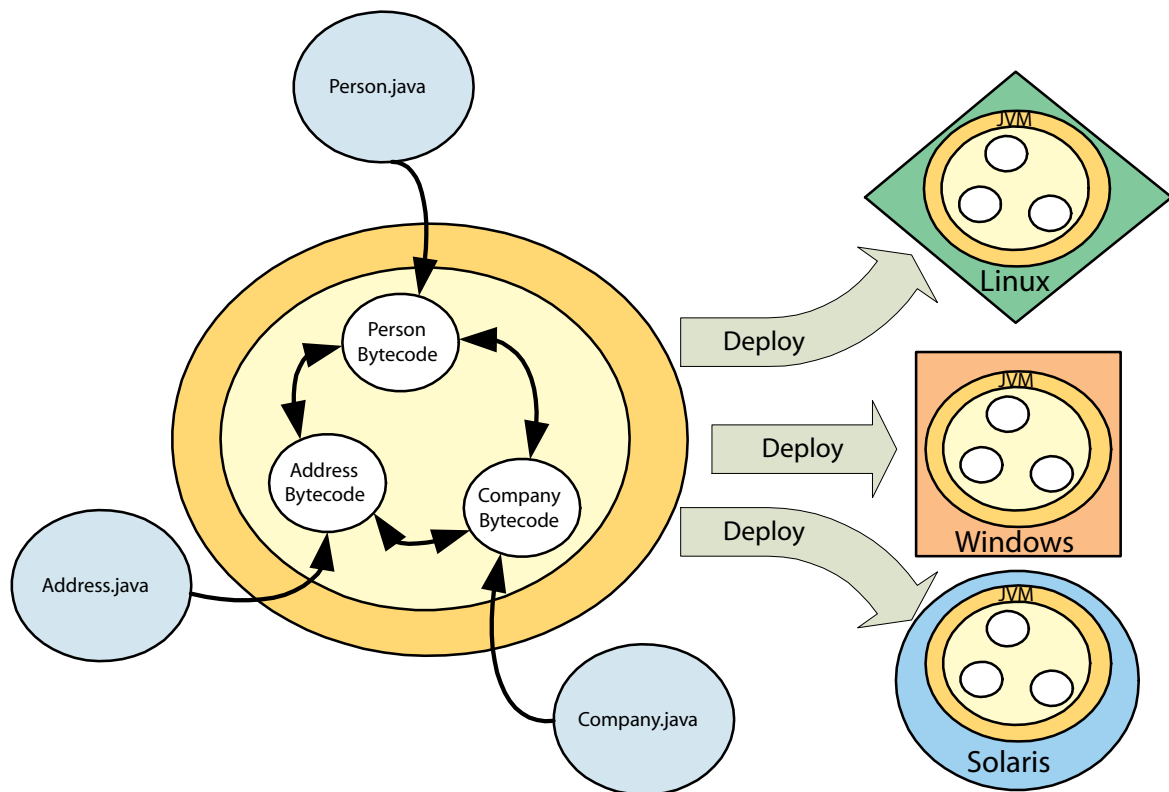 Person.java
JVM
Linux
Deploy
Person
Bytecode
JVM
Deploy
Windows
Address
Bytecode
Company
Bytecode
Deploy
Address.java
JVM
Company.java
Solaris